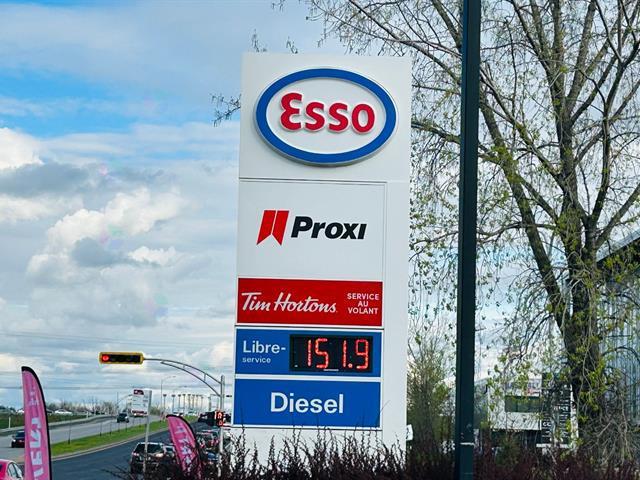 Esso
Proxi
Tim Hortons
SERVICE
AU
VOLANT
Libre-
service
151.9
Diesel